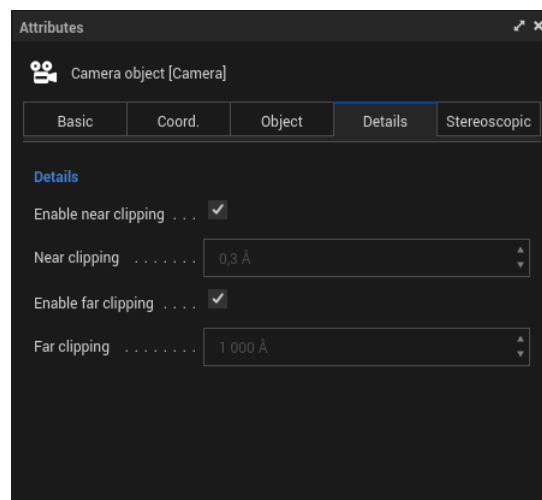 Attributes
Camera object [Camera]
Basic Coord. Object Details Stereoscopic
Details
Enable near clipping . . .
Near clipping . . . . . . . 0,3 Å
Enable far clipping . . . .
Far clipping . . . . . . . . 1 000 Å